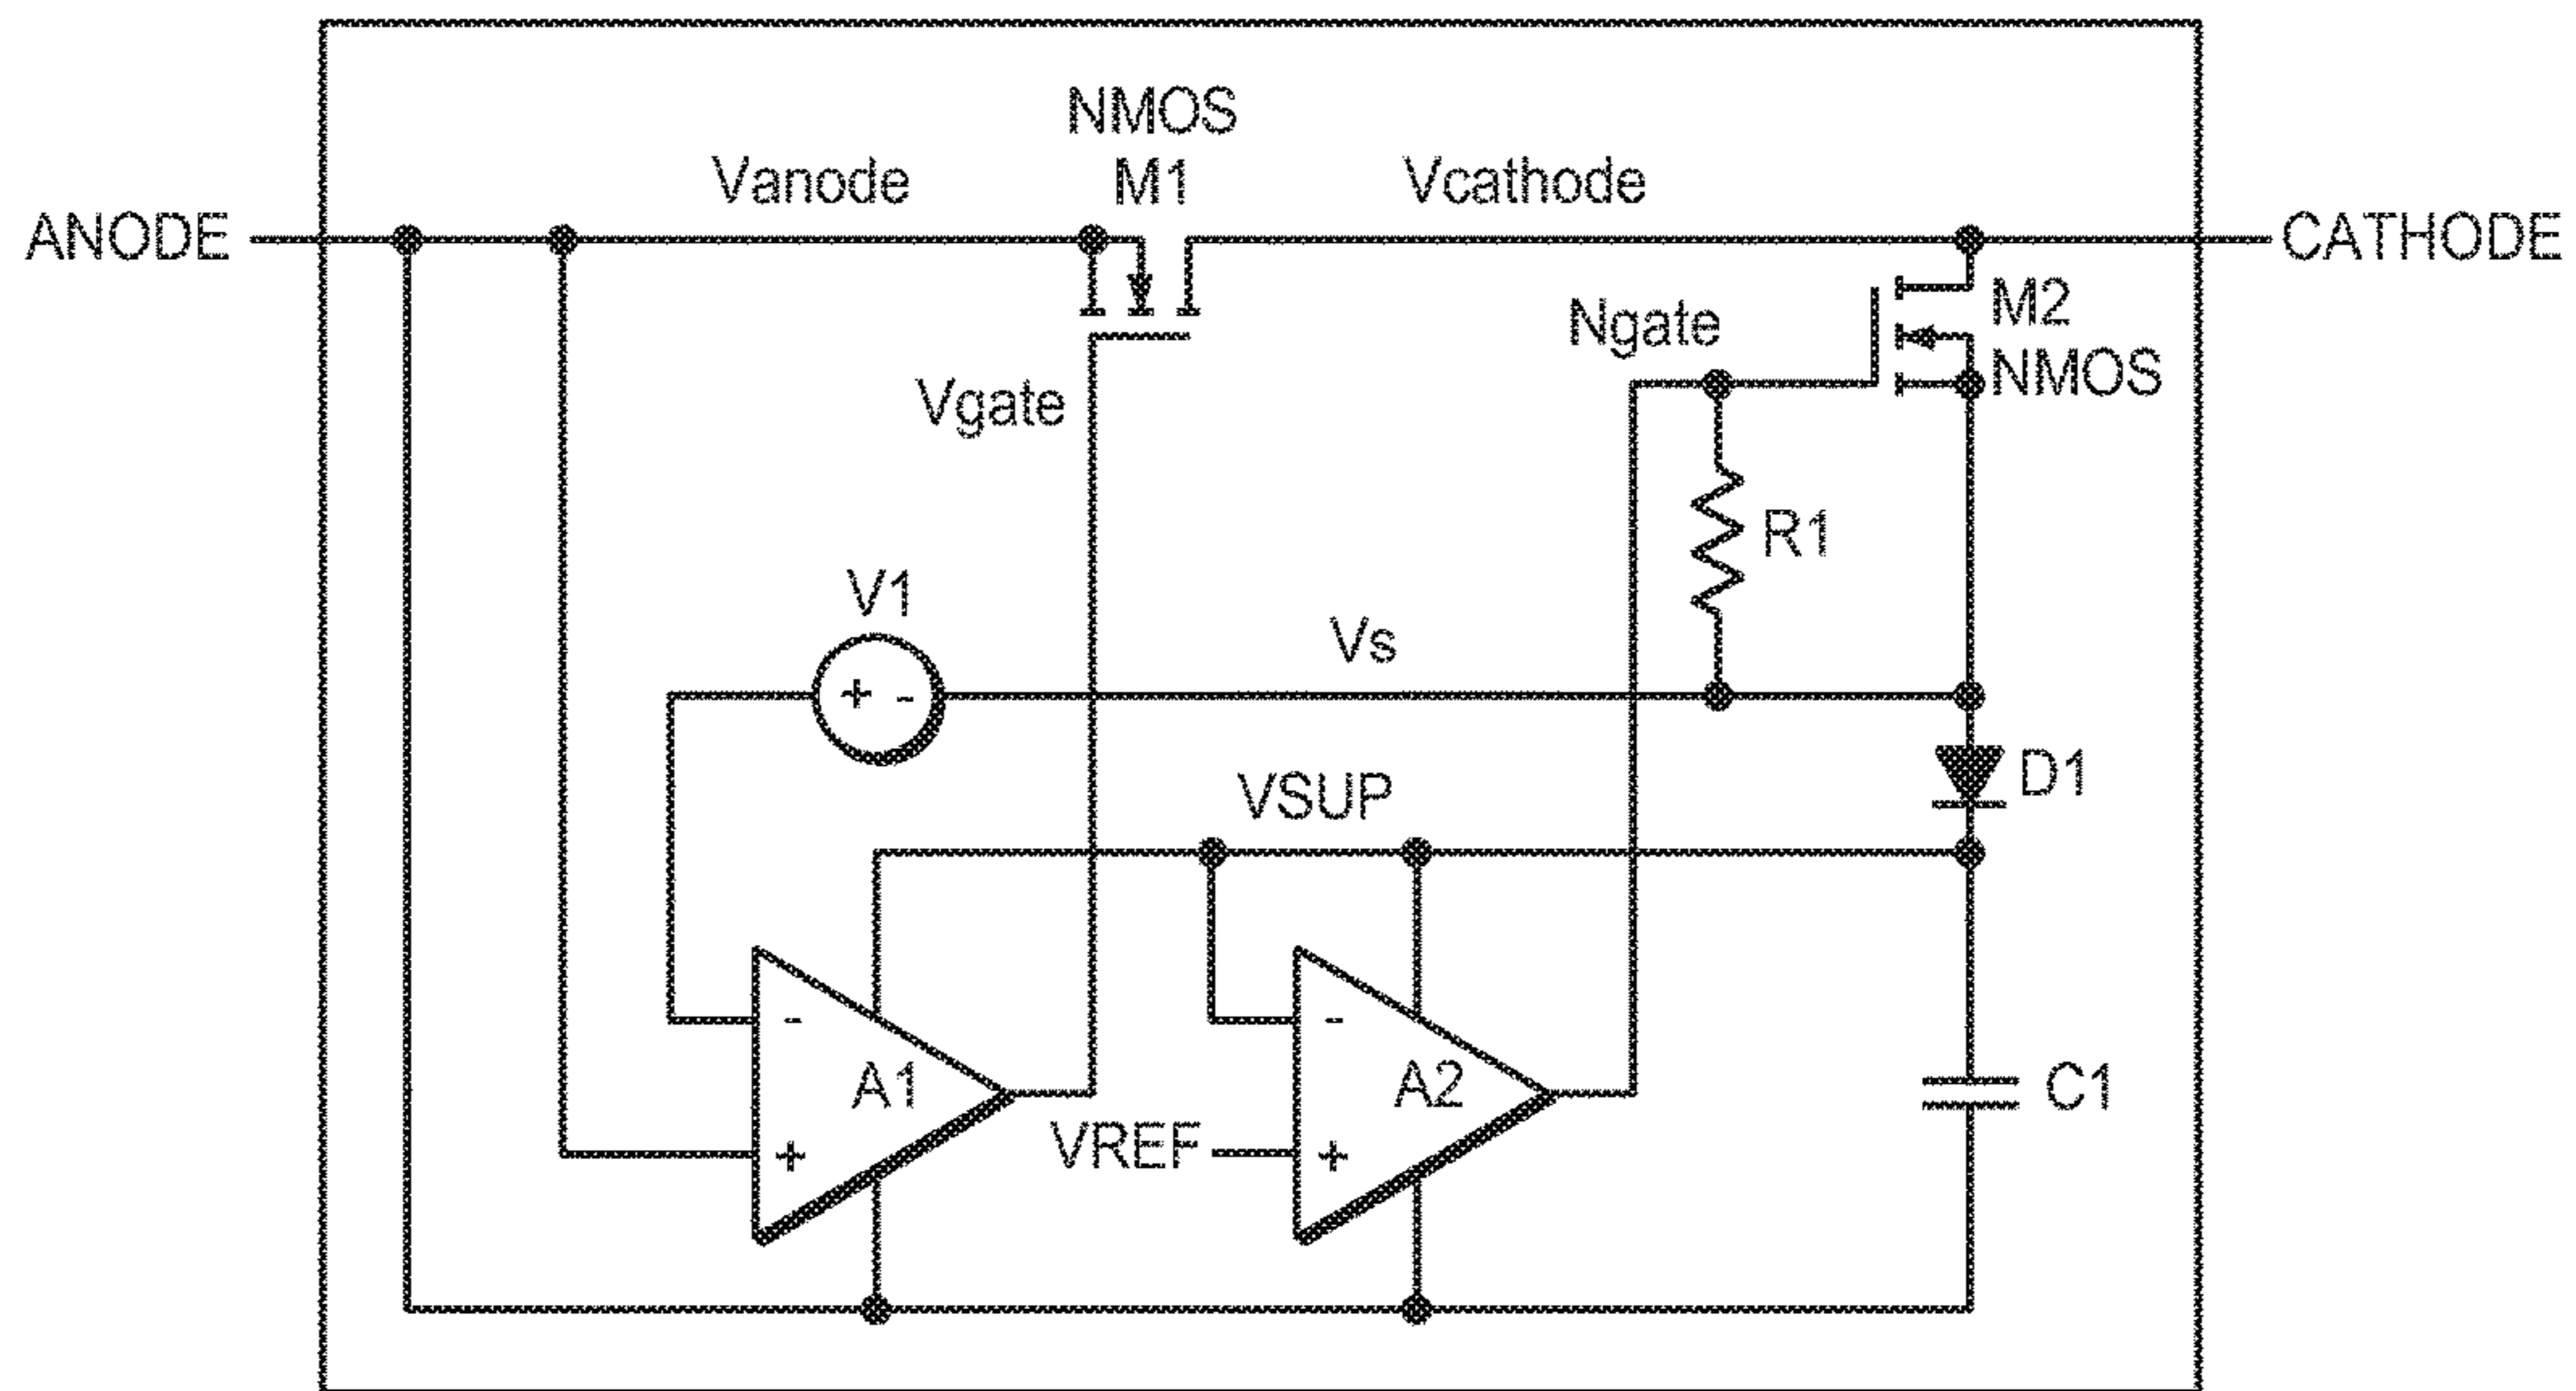 NMOS
M1
Vanode
Vcathode
ANODE
CATHODE
M2
NMOS
Ngate
Vgate
R1
V1
+ -
Vs
D1
VSUP
-
A1
+
-
A2
+
VREF
C1